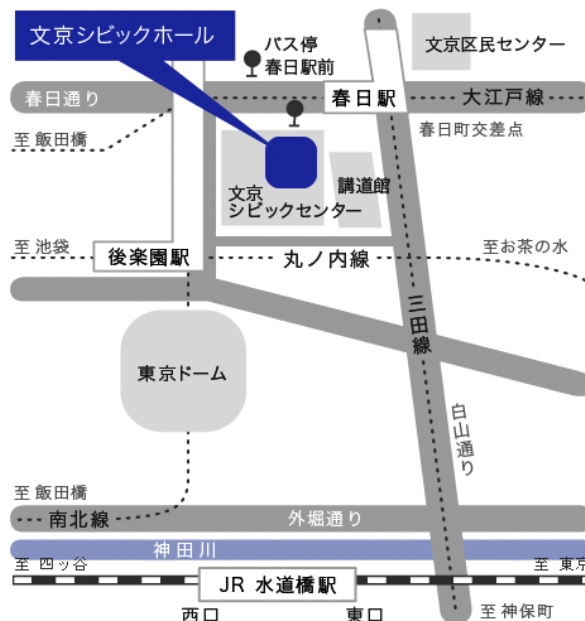 文京シビックホール
バス停
春日駅前
文京区民センター
春日通り
春日駅
大江戸線
至 飯田橋
春日町交差点
講道館
文京
シビックセンター
至 池袋
後楽園駅
丸ノ内線
至お茶の水
三田線
東京ドーム
白山通り
至 飯田橋
南北線
外堀通り
神田川
至 四ッ谷
至 東京
JR 水道橋駅
西口
東口
至 神保町